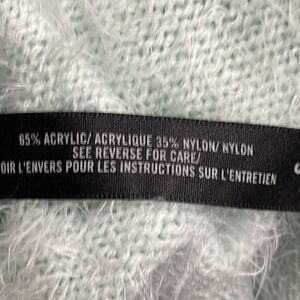 65% ACRYLIC/ ACRYLIQUE 35% NYLON/ NYLON
SEE REVERSE FOR CARE/
OIR L'ENVERS POUR LES INSTRUCTIONS SUR L'ENTRETIEN